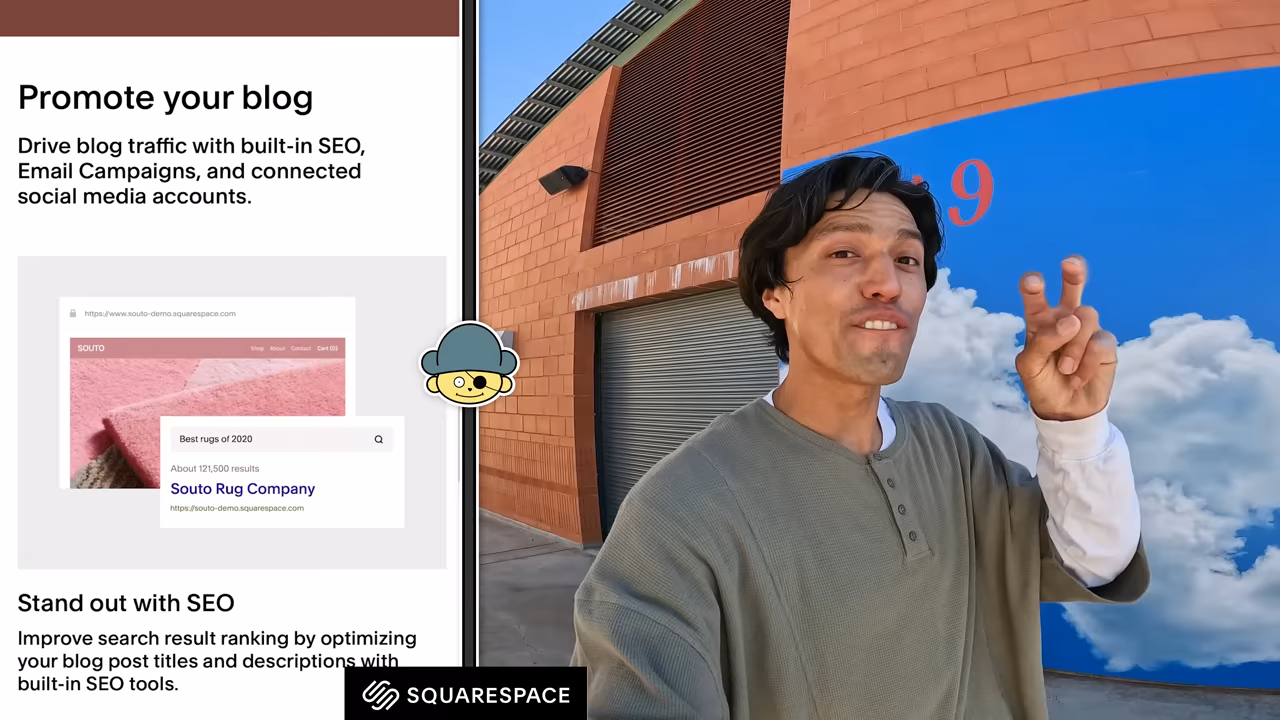 Promote your blog
Drive blog traffic with built-in SEO,
Email Campaigns, and connected
social media accounts.
https://www.souto-demo.squarespace.com
SOUTO
Shop About Contact Cart (0)
Best rugs of 2020
About 121,500 results
Souto Rug Company
https://souto-demo.squarespace.com
Stand out with SEO
Improve search result ranking by optimizing
your blog post titles and descriptions with
built-in SEO tools.
SQUARESPACE
9